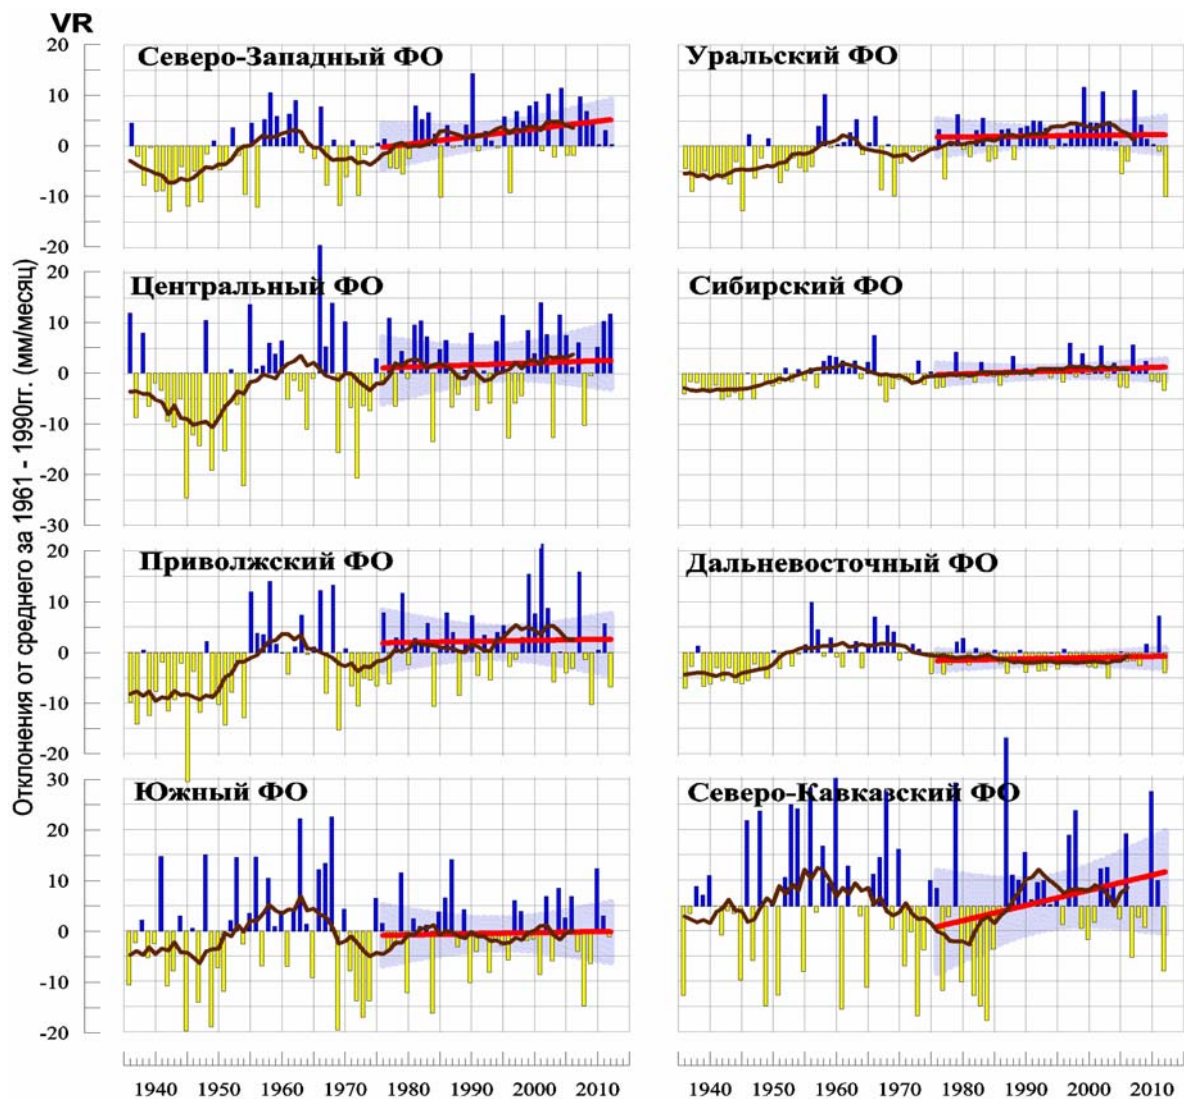 VR
Отклонения от среднего за 1961 - 1990гг. (мм/месяц)
Северо-Западный ФО
Уральский ФО
20
10
0
-10
-20
Центральный ФО
Сибирский ФО
20
10
0
-10
-20
-30
Приволжский ФО
Дальневосточный ФО
20
10
0
-10
-20
Южный ФО
Северо-Кавказский ФО
30
20
10
0
-10
-20
1940 1950 1960 1970 1980 1990 2000 2010
1940 1950 1960 1970 1980 1990 2000 2010